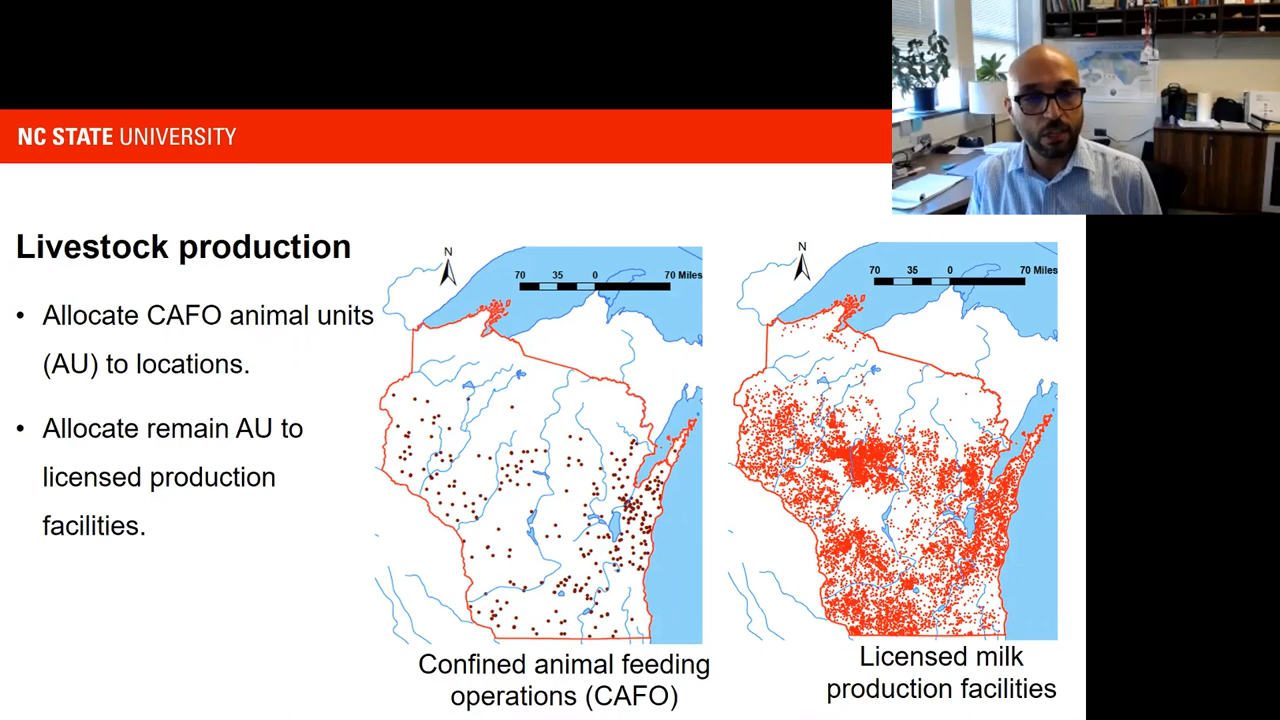 NC STATE UNIVERSITY
Livestock production
• Allocate CAFO animal units
(AU) to locations.
• Allocate remain AU to
licensed production
facilities.
N
70 35 0 70 Miles
Confined animal feeding
operations (CAFO)
N
70 35 0 70 Miles
Licensed milk
production facilities